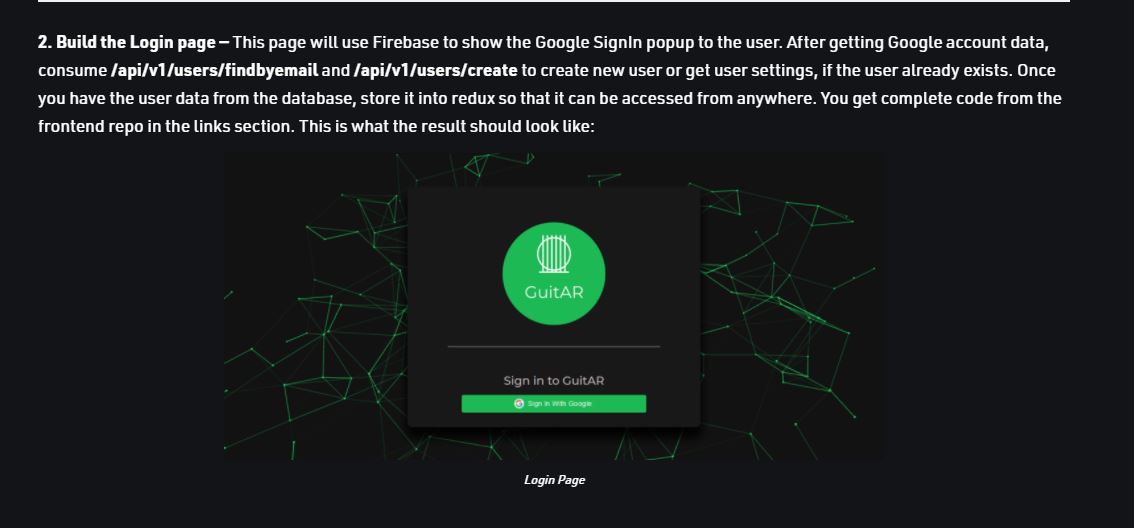 2. Build the Login page – This page will use Firebase to show the Google SignIn popup to the user. After getting Google account data,
consume /api/v1/users/findbyemail and /api/v1/users/create to create new user or get user settings, if the user already exists. Once
you have the user data from the database, store it into redux so that it can be accessed from anywhere. You get complete code from the
frontend repo in the links section. This is what the result should look like:
GuitAR
Sign in to GuitAR
Sign In With Google
Login Page